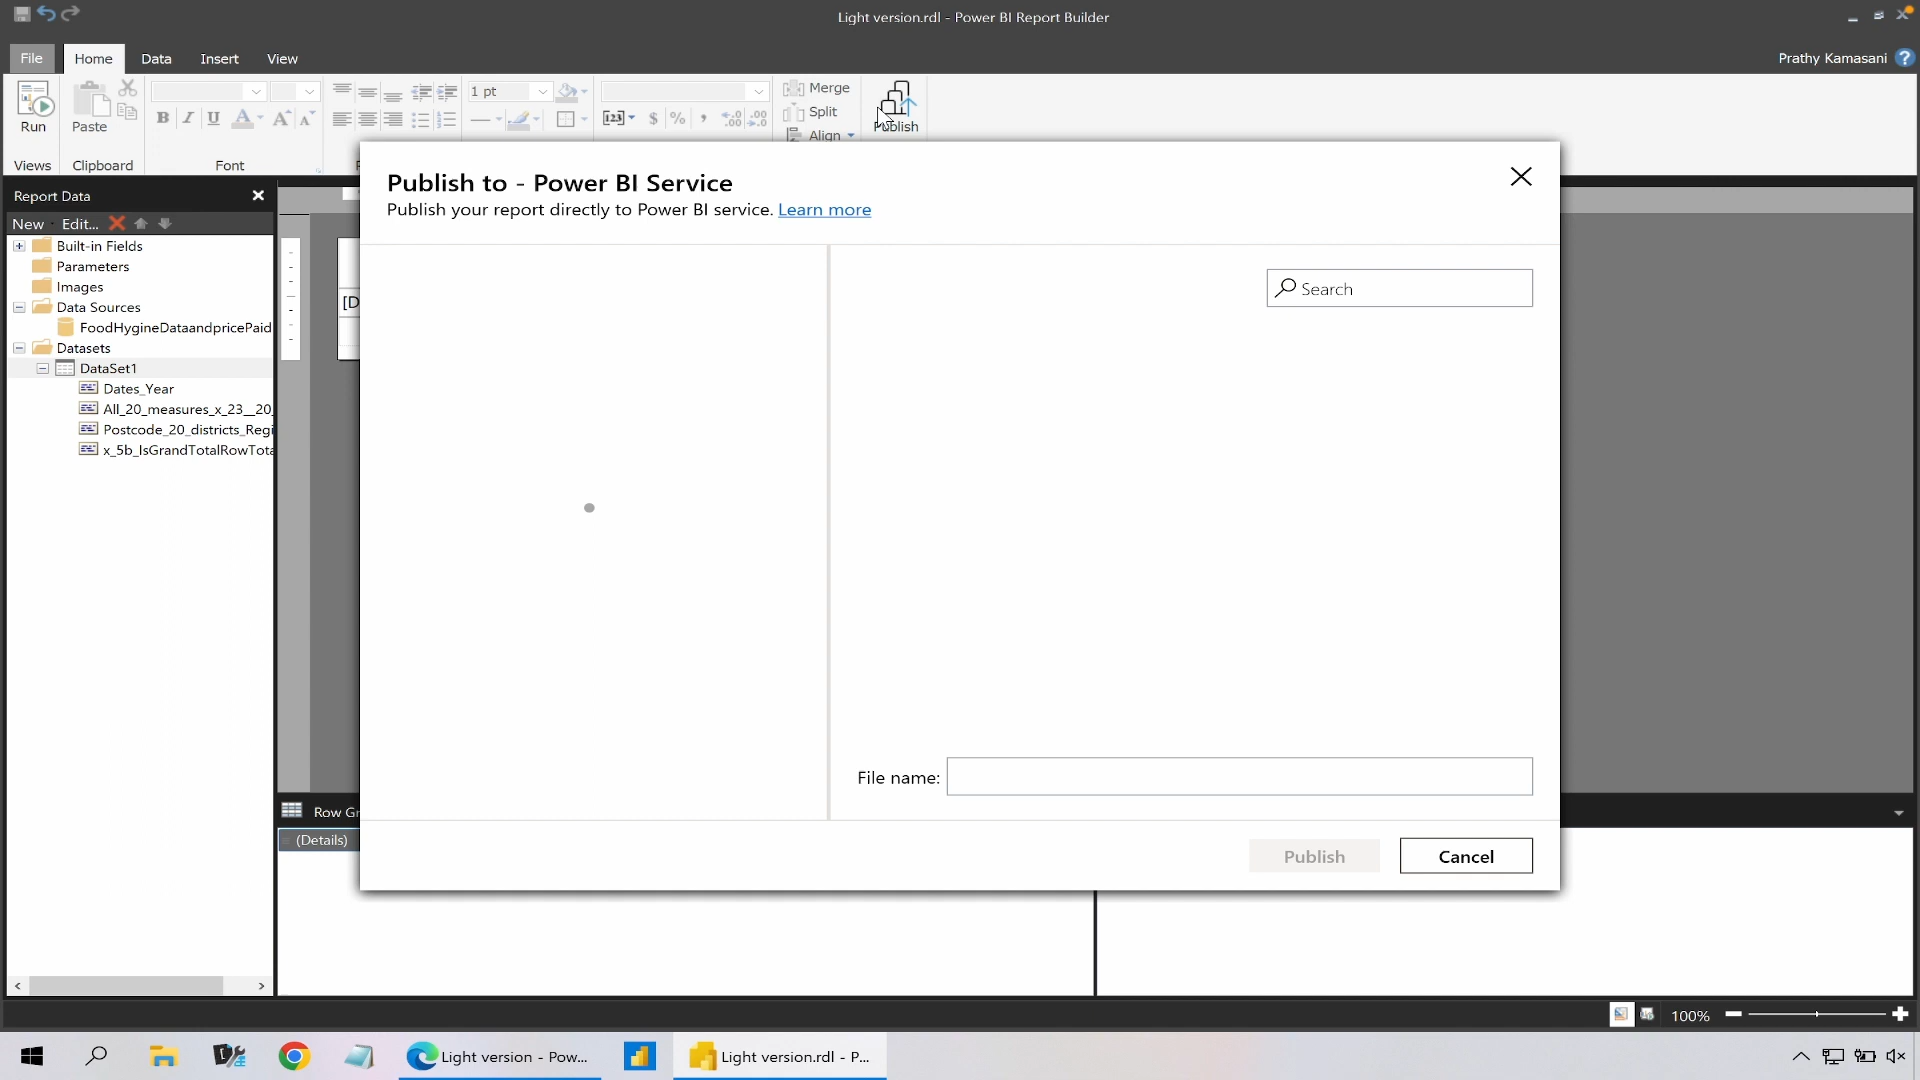 Light version.rdl - Power BI Report Builder
File
Home
Data
Insert
View
Prathy Kamasani
Run
Paste
B I U A A A
1 pt
[123] $ % ,
Merge
Split
Align
Publish
Views
Clipboard
Font
Report Data
New Edit...
Built-in Fields
Parameters
Images
Data Sources
FoodHygineDataandpricePaid
Datasets
DataSet1
Dates_Year
All_20_measures_x_23__20_
Postcode_20_districts_Regi
x_5b_IsGrandTotalRowTota
[D
Publish to - Power BI Service
Publish your report directly to Power BI service. Learn more
Search
File name:
Publish
Cancel
Row Gr
(Details)
100%
Light version - Pow...
Light version.rdl - P...